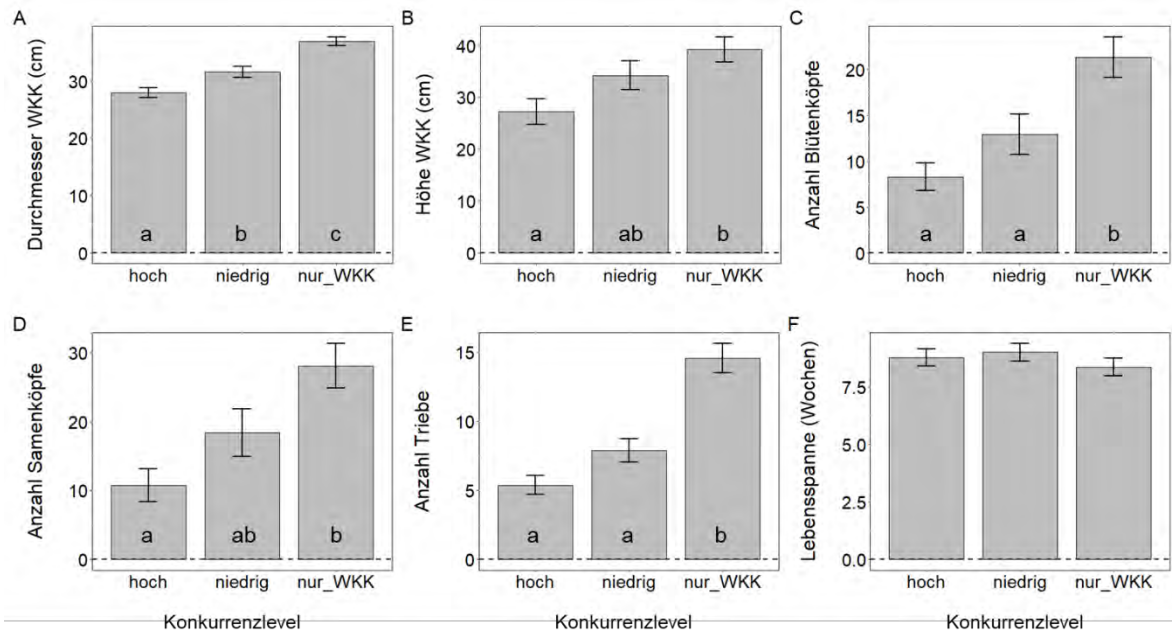 A
Durchmesser WKK (cm)
30
20
10
0
a
b
c
hoch
niedrig
nur_WKK
B
Höhe WKK (cm)
40
30
20
10
0
a
ab
b
hoch
niedrig
nur_WKK
C
Anzahl Blütenköpfe
20
15
10
5
0
a
a
b
hoch
niedrig
nur_WKK
D
Anzahl Samenköpfe
30
20
10
0
a
ab
b
hoch
niedrig
nur_WKK
Konkurrenzlevel
E
Anzahl Triebe
15
10
5
0
a
a
b
hoch
niedrig
nur_WKK
Konkurrenzlevel
F
Lebensspanne (Wochen)
7.5
5.0
2.5
0.0
hoch
niedrig
nur_WKK
Konkurrenzlevel